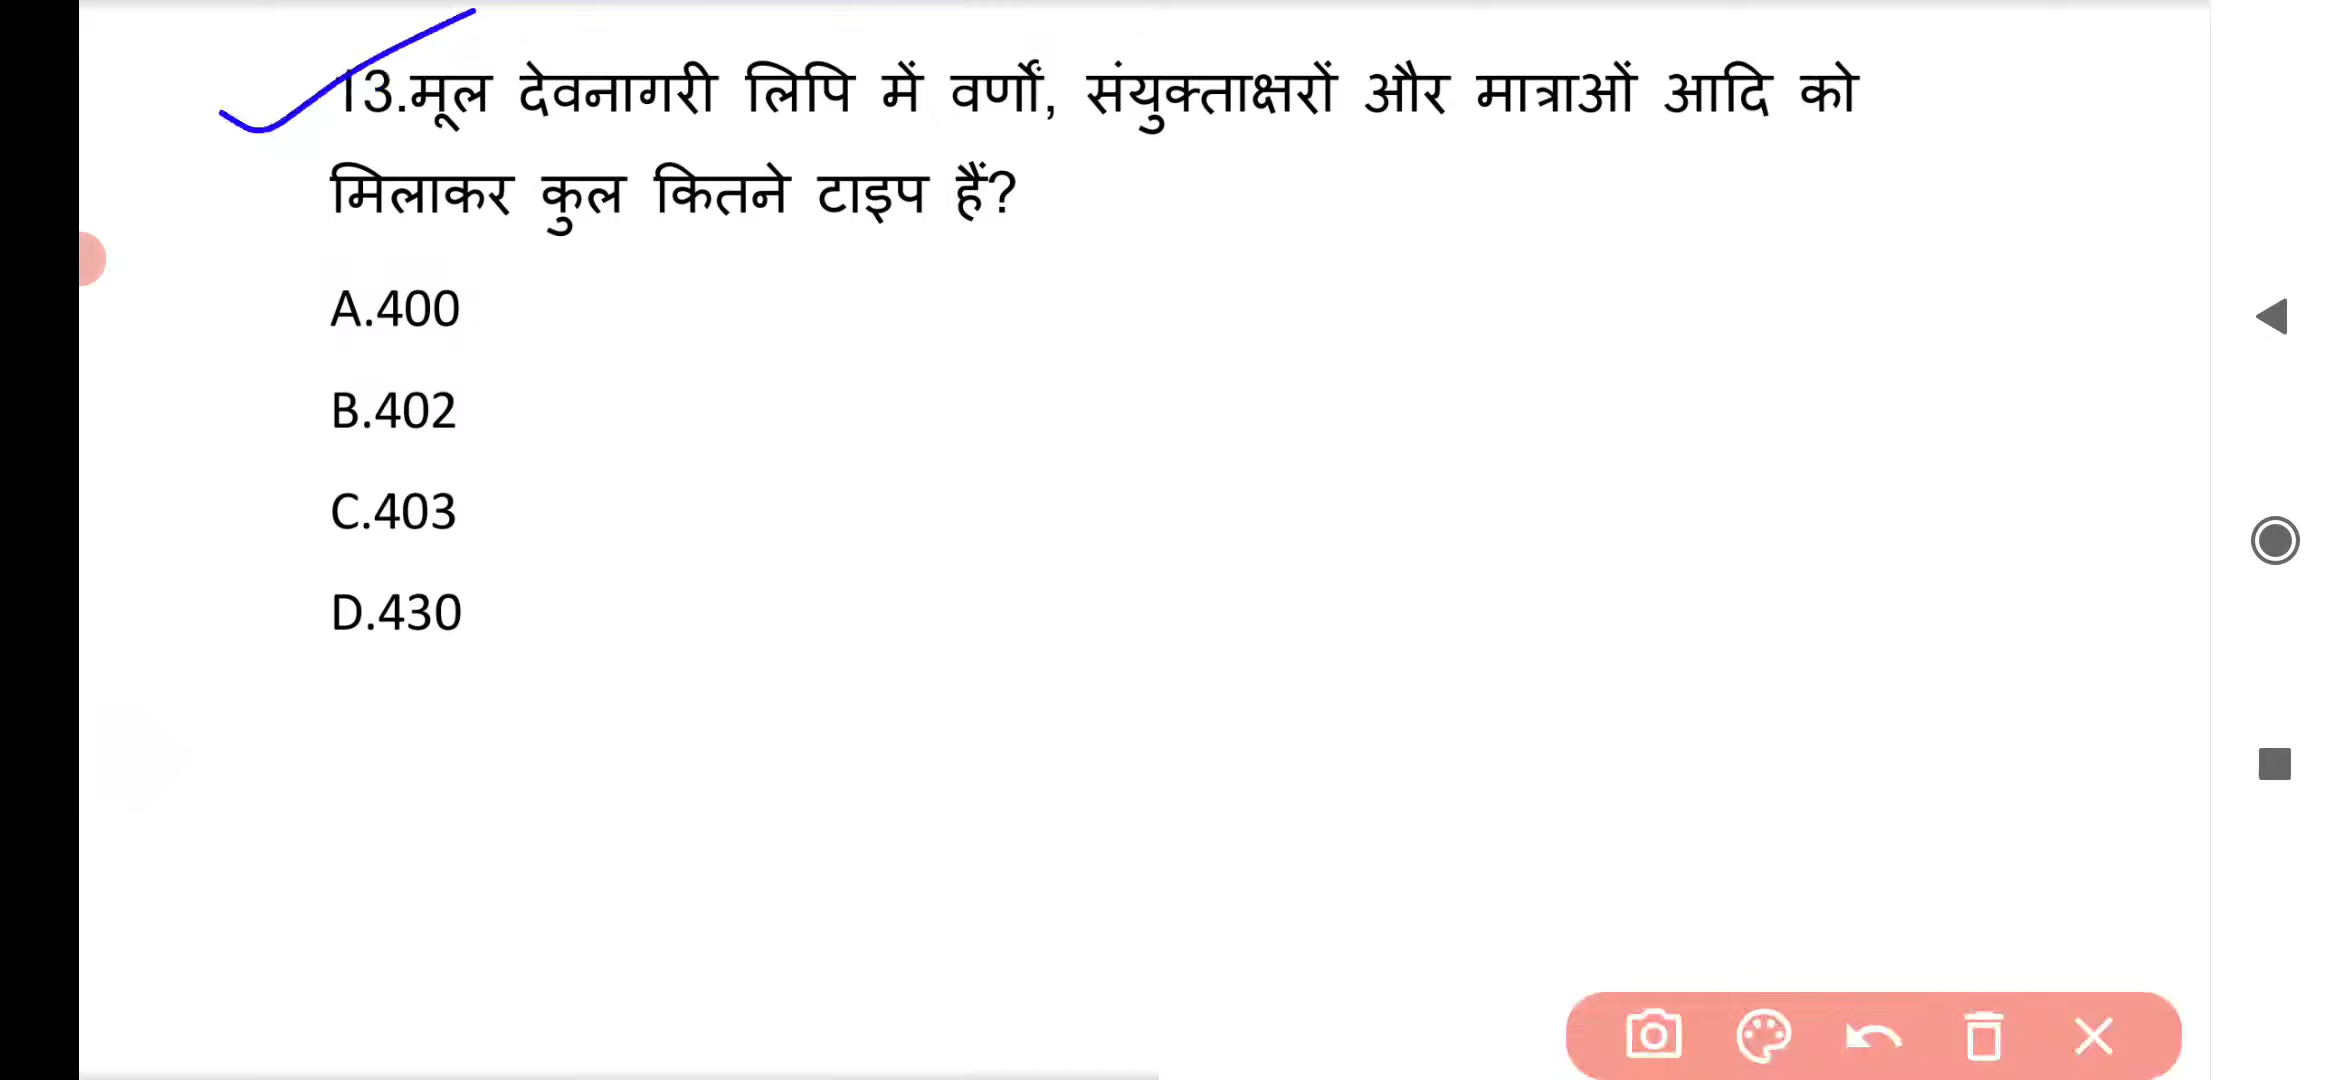 13.मूल देवनागरी लिपि में वर्णों, संयुक्ताक्षरों और मात्राओं आदि को
मिलाकर कुल कितने टाइप हैं?
A.400
B.402
C.403
D.430